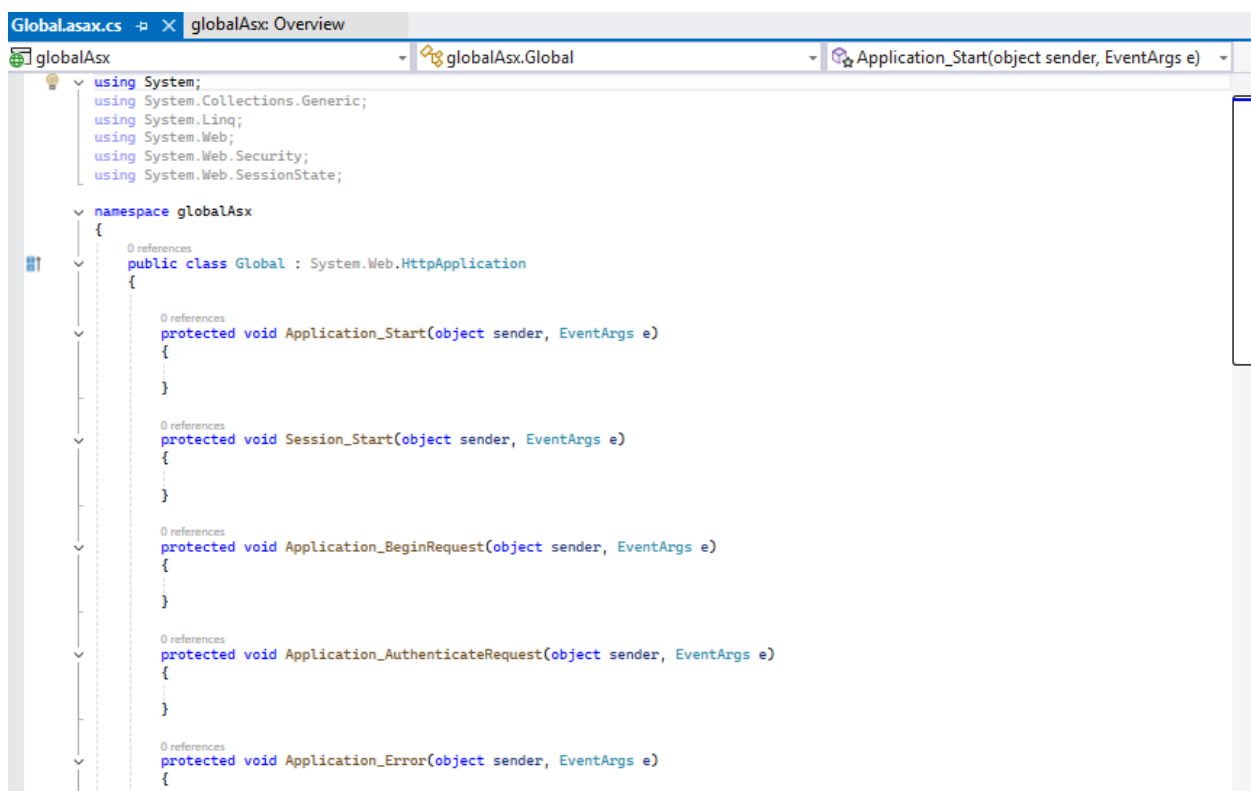 Global.asax.cs globalAsx: Overview
globalAsx globalAsx.Global Application_Start(object sender, EventArgs e)
using System;
using System.Collections.Generic;
using System.Linq;
using System.Web;
using System.Web.Security;
using System.Web.SessionState;
namespace globalAsx
{
0 references
public class Global : System.Web.HttpApplication
{
0 references
protected void Application_Start(object sender, EventArgs e)
{
}
0 references
protected void Session_Start(object sender, EventArgs e)
{
}
0 references
protected void Application_BeginRequest(object sender, EventArgs e)
{
}
0 references
protected void Application_AuthenticateRequest(object sender, EventArgs e)
{
}
0 references
protected void Application_Error(object sender, EventArgs e)
{